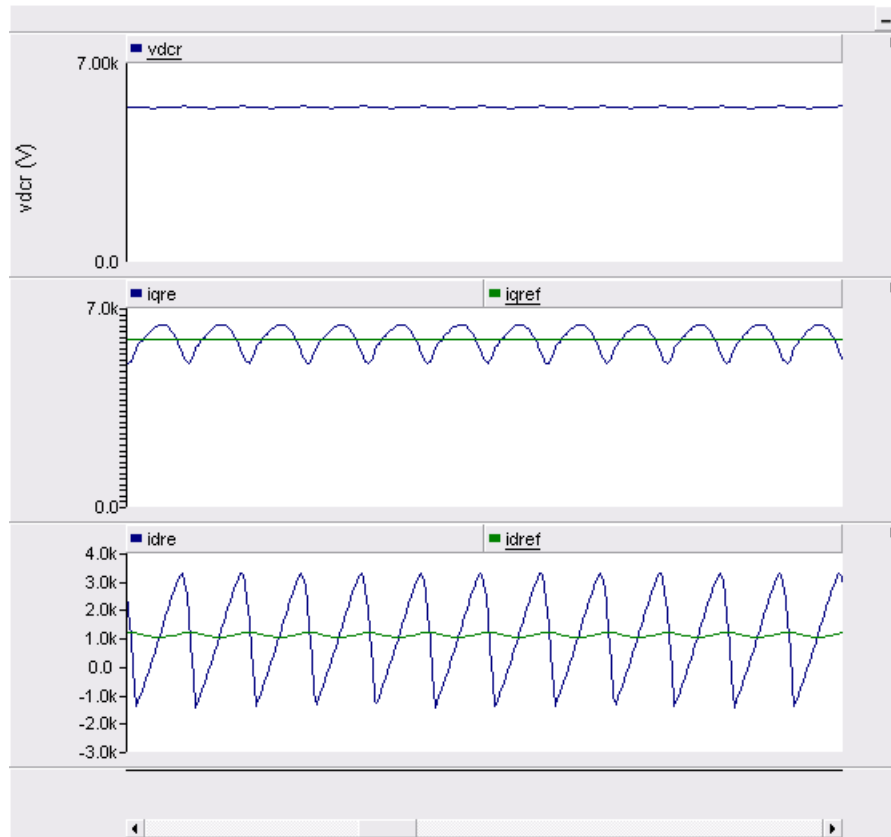 vdcr
7.00k
vdcr (V)
0.0
iqre iqref
7.0k
0.0
idre idref
4.0k
3.0k
2.0k
1.0k
0.0
-1.0k
-2.0k
-3.0k